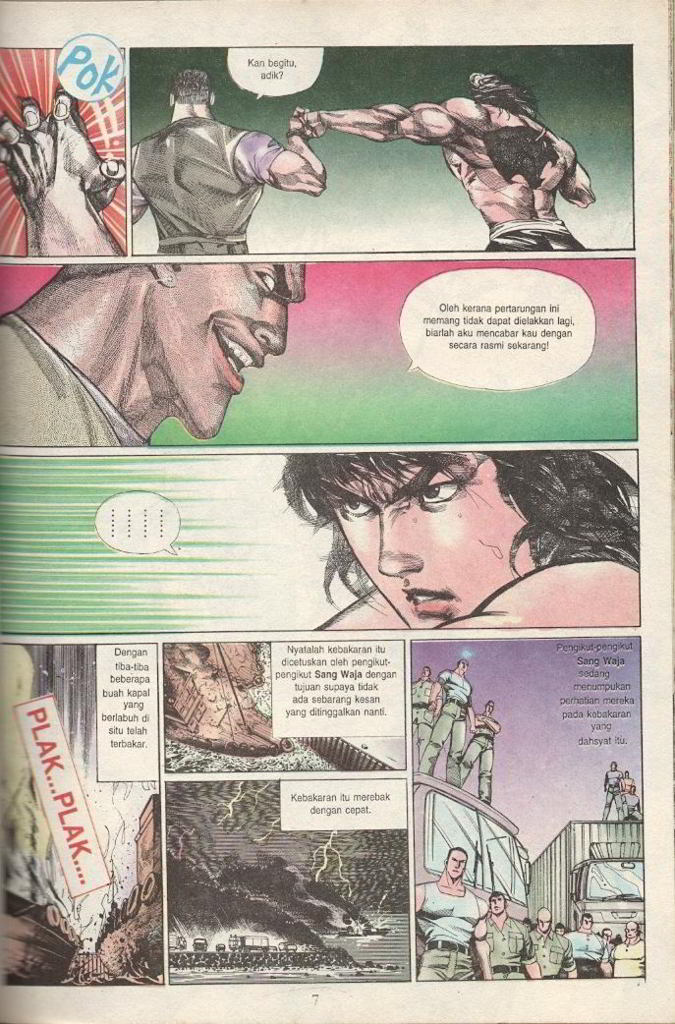 POK
Kan begitu,
adik?
Oleh kerana pertarungan ini
memang tidak dapat dielakkan lagi,
biarlah aku mencabar kau dengan
secara rasmi sekarang!
Dengan
tiba-tiba
beberapa
buah kapal
yang
berlabuh di
situ telah
terbakar.
PLAK...PLAK....
Nyatalah kebakaran itu
dicetuskan oleh pengikut-
pengikut Sang Waja dengan
tujuan supaya tidak
ada sebarang kesan
yang ditinggalkan nanti.
Kebakaran itu merebak
dengan cepat.
Pengikut-pengikut
Sang Waja
sedang
menumpukan
perhatian mereka
pada kebakaran
yang
dahsyat itu.
7